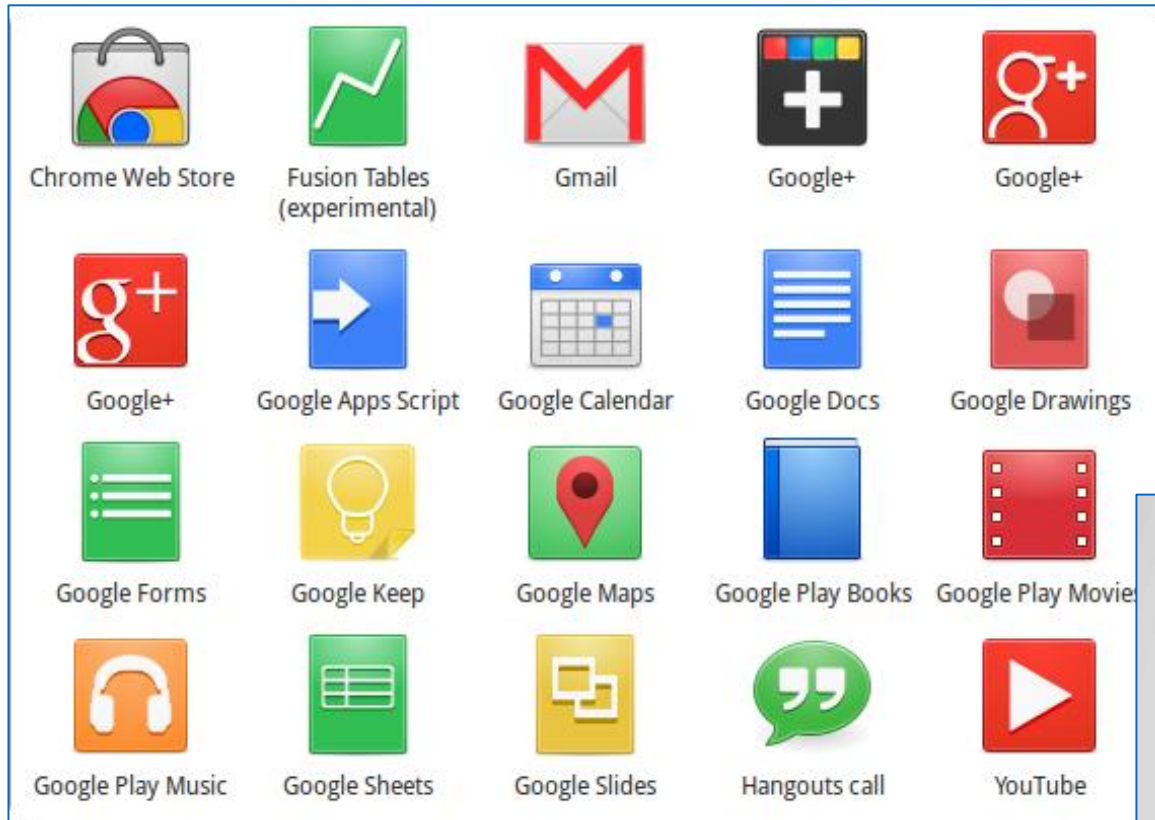 Chrome Web Store
Fusion Tables
(experimental)
Gmail
Google+
g+
Google+
g+
Google+
Google Apps Script
Google Calendar
Google Docs
Google Drawings
Google Forms
Google Keep
Google Maps
Google Play Books
Google Play Movies
Google Play Music
Google Sheets
Google Slides
Hangouts call
YouTube